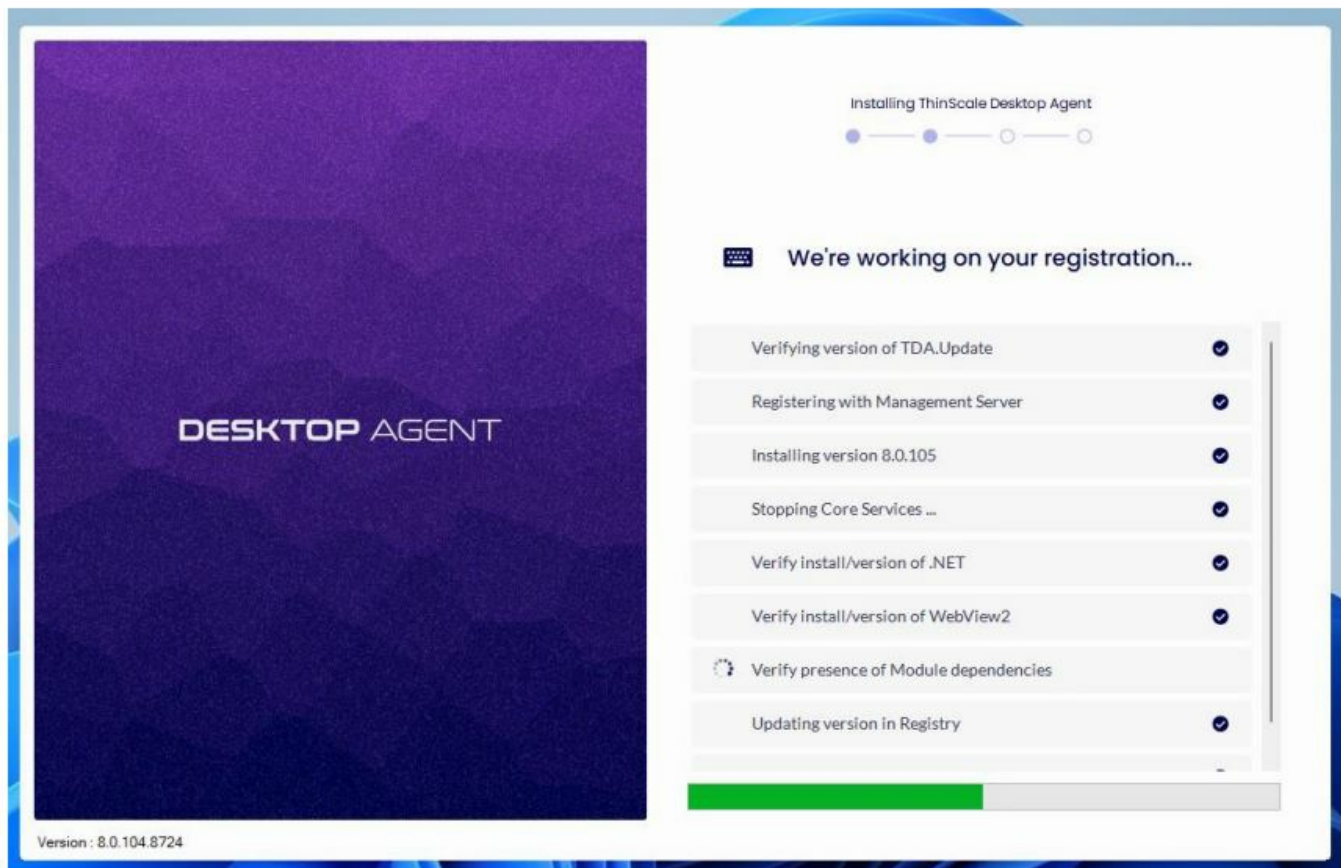 Installing ThinScale Desktop Agent
We're working on your registration...
Verifying version of TDA.Update
Registering with Management Server
Installing version 8.0.105
Stopping Core Services ...
Verify install/version of .NET
Verify install/version of WebView2
Verify presence of Module dependencies
Updating version in Registry
DESKTOP AGENT
Version : 8.0.104.8724